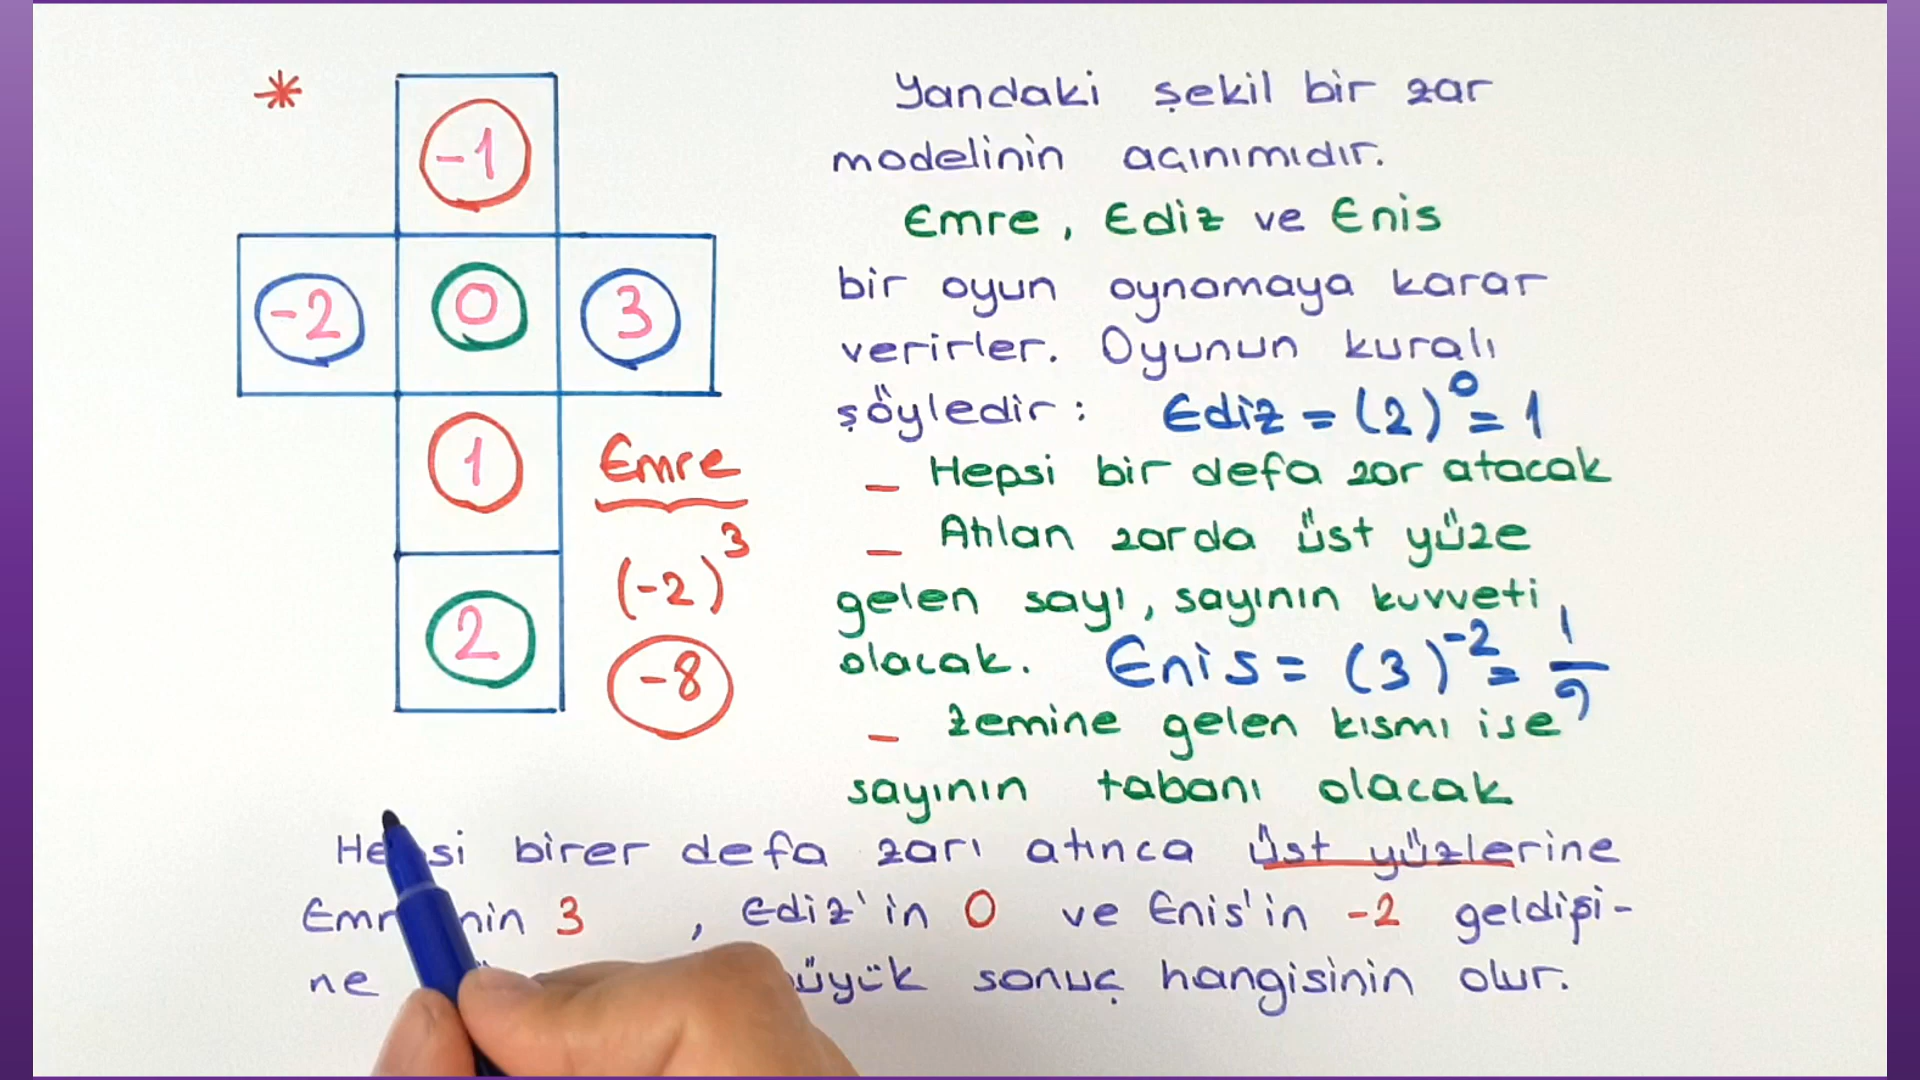 *
-1
-2 0 3
1
2
Emre
(-2)³
-8
Yandaki şekil bir zar
modelinin açınımıdır.
Emre, Ediz ve Enis
bir oyun oynamaya karar
verirler. Oyunun kuralı
şöyledir: Ediz = (2)⁰ = 1
_ Hepsi bir defa zar atacak
_ Atılan zarda üst yüze
gelen sayı, sayının kuvveti
olacak. Enis = (3)⁻² = 1/9
_ Zemine gelen kısmı ise
sayının tabanı olacak
birer defa zarı atınca üst yüzlerine
3, Ediz'in 0 ve Enis'in -2 geldiği-
ne sonuç hangisinin olur.